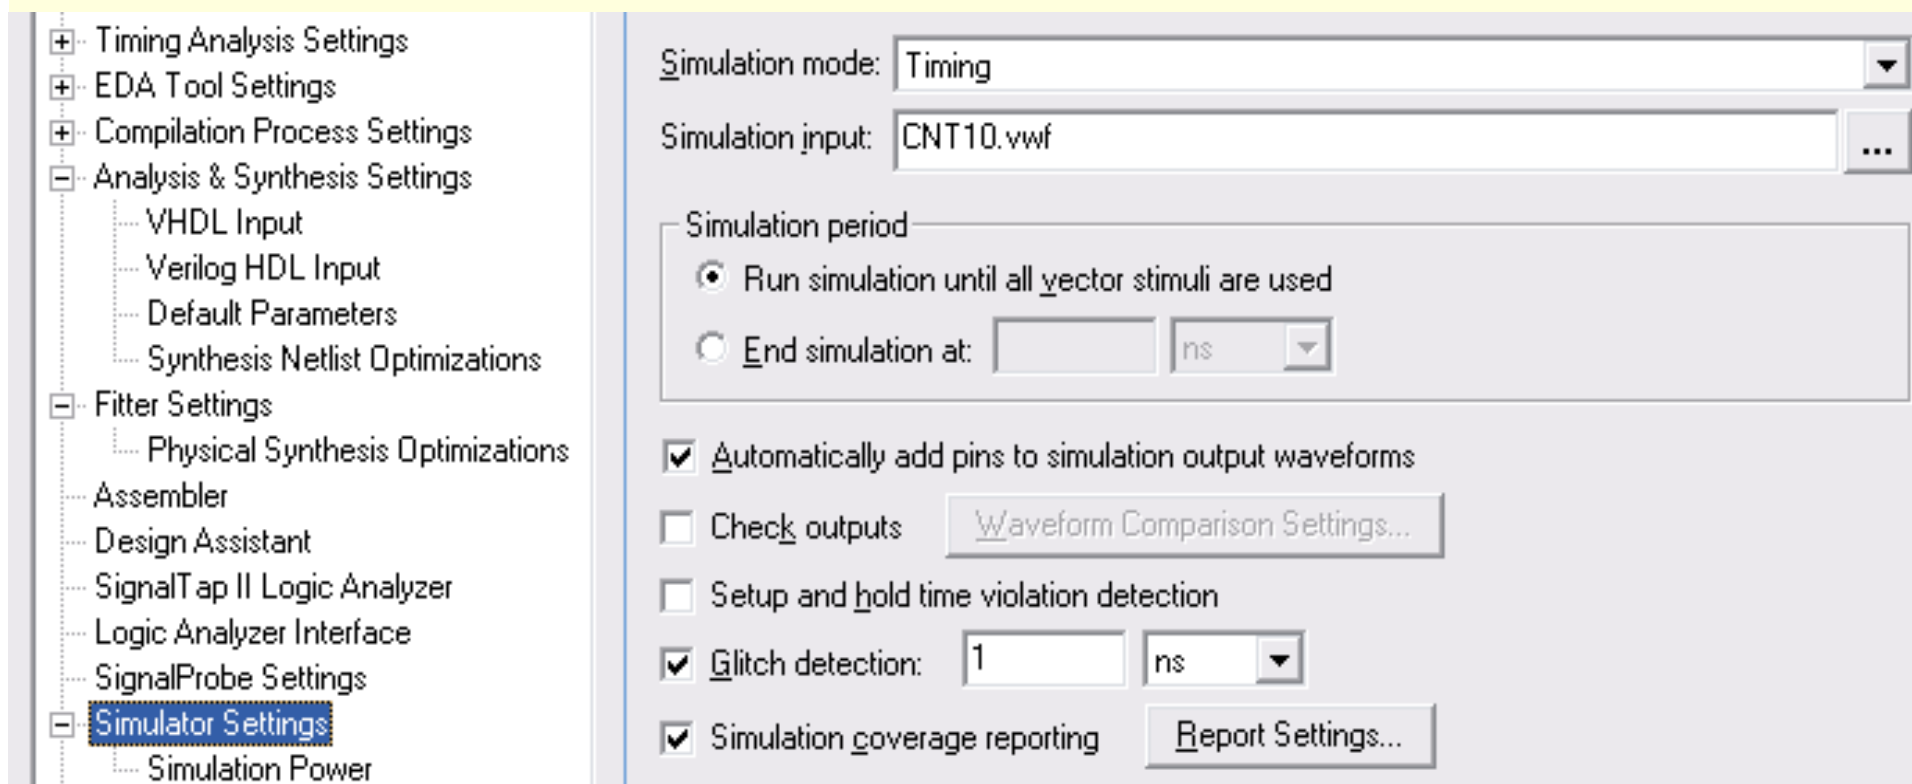 Timing Analysis Settings
EDA Tool Settings
Compilation Process Settings
Analysis & Synthesis Settings
VHDL Input
Verilog HDL Input
Default Parameters
Synthesis Netlist Optimizations
Fitter Settings
Physical Synthesis Optimizations
Assembler
Design Assistant
SignalTap II Logic Analyzer
Logic Analyzer Interface
SignalProbe Settings
Simulator Settings
Simulation Power
Simulation mode: Timing
Simulation input: CNT10.vwf ...
Simulation period
Run simulation until all vector stimuli are used
End simulation at: ns
Automatically add pins to simulation output waveforms
Check outputs Waveform Comparison Settings...
Setup and hold time violation detection
Glitch detection: 1 ns
Simulation coverage reporting Report Settings...